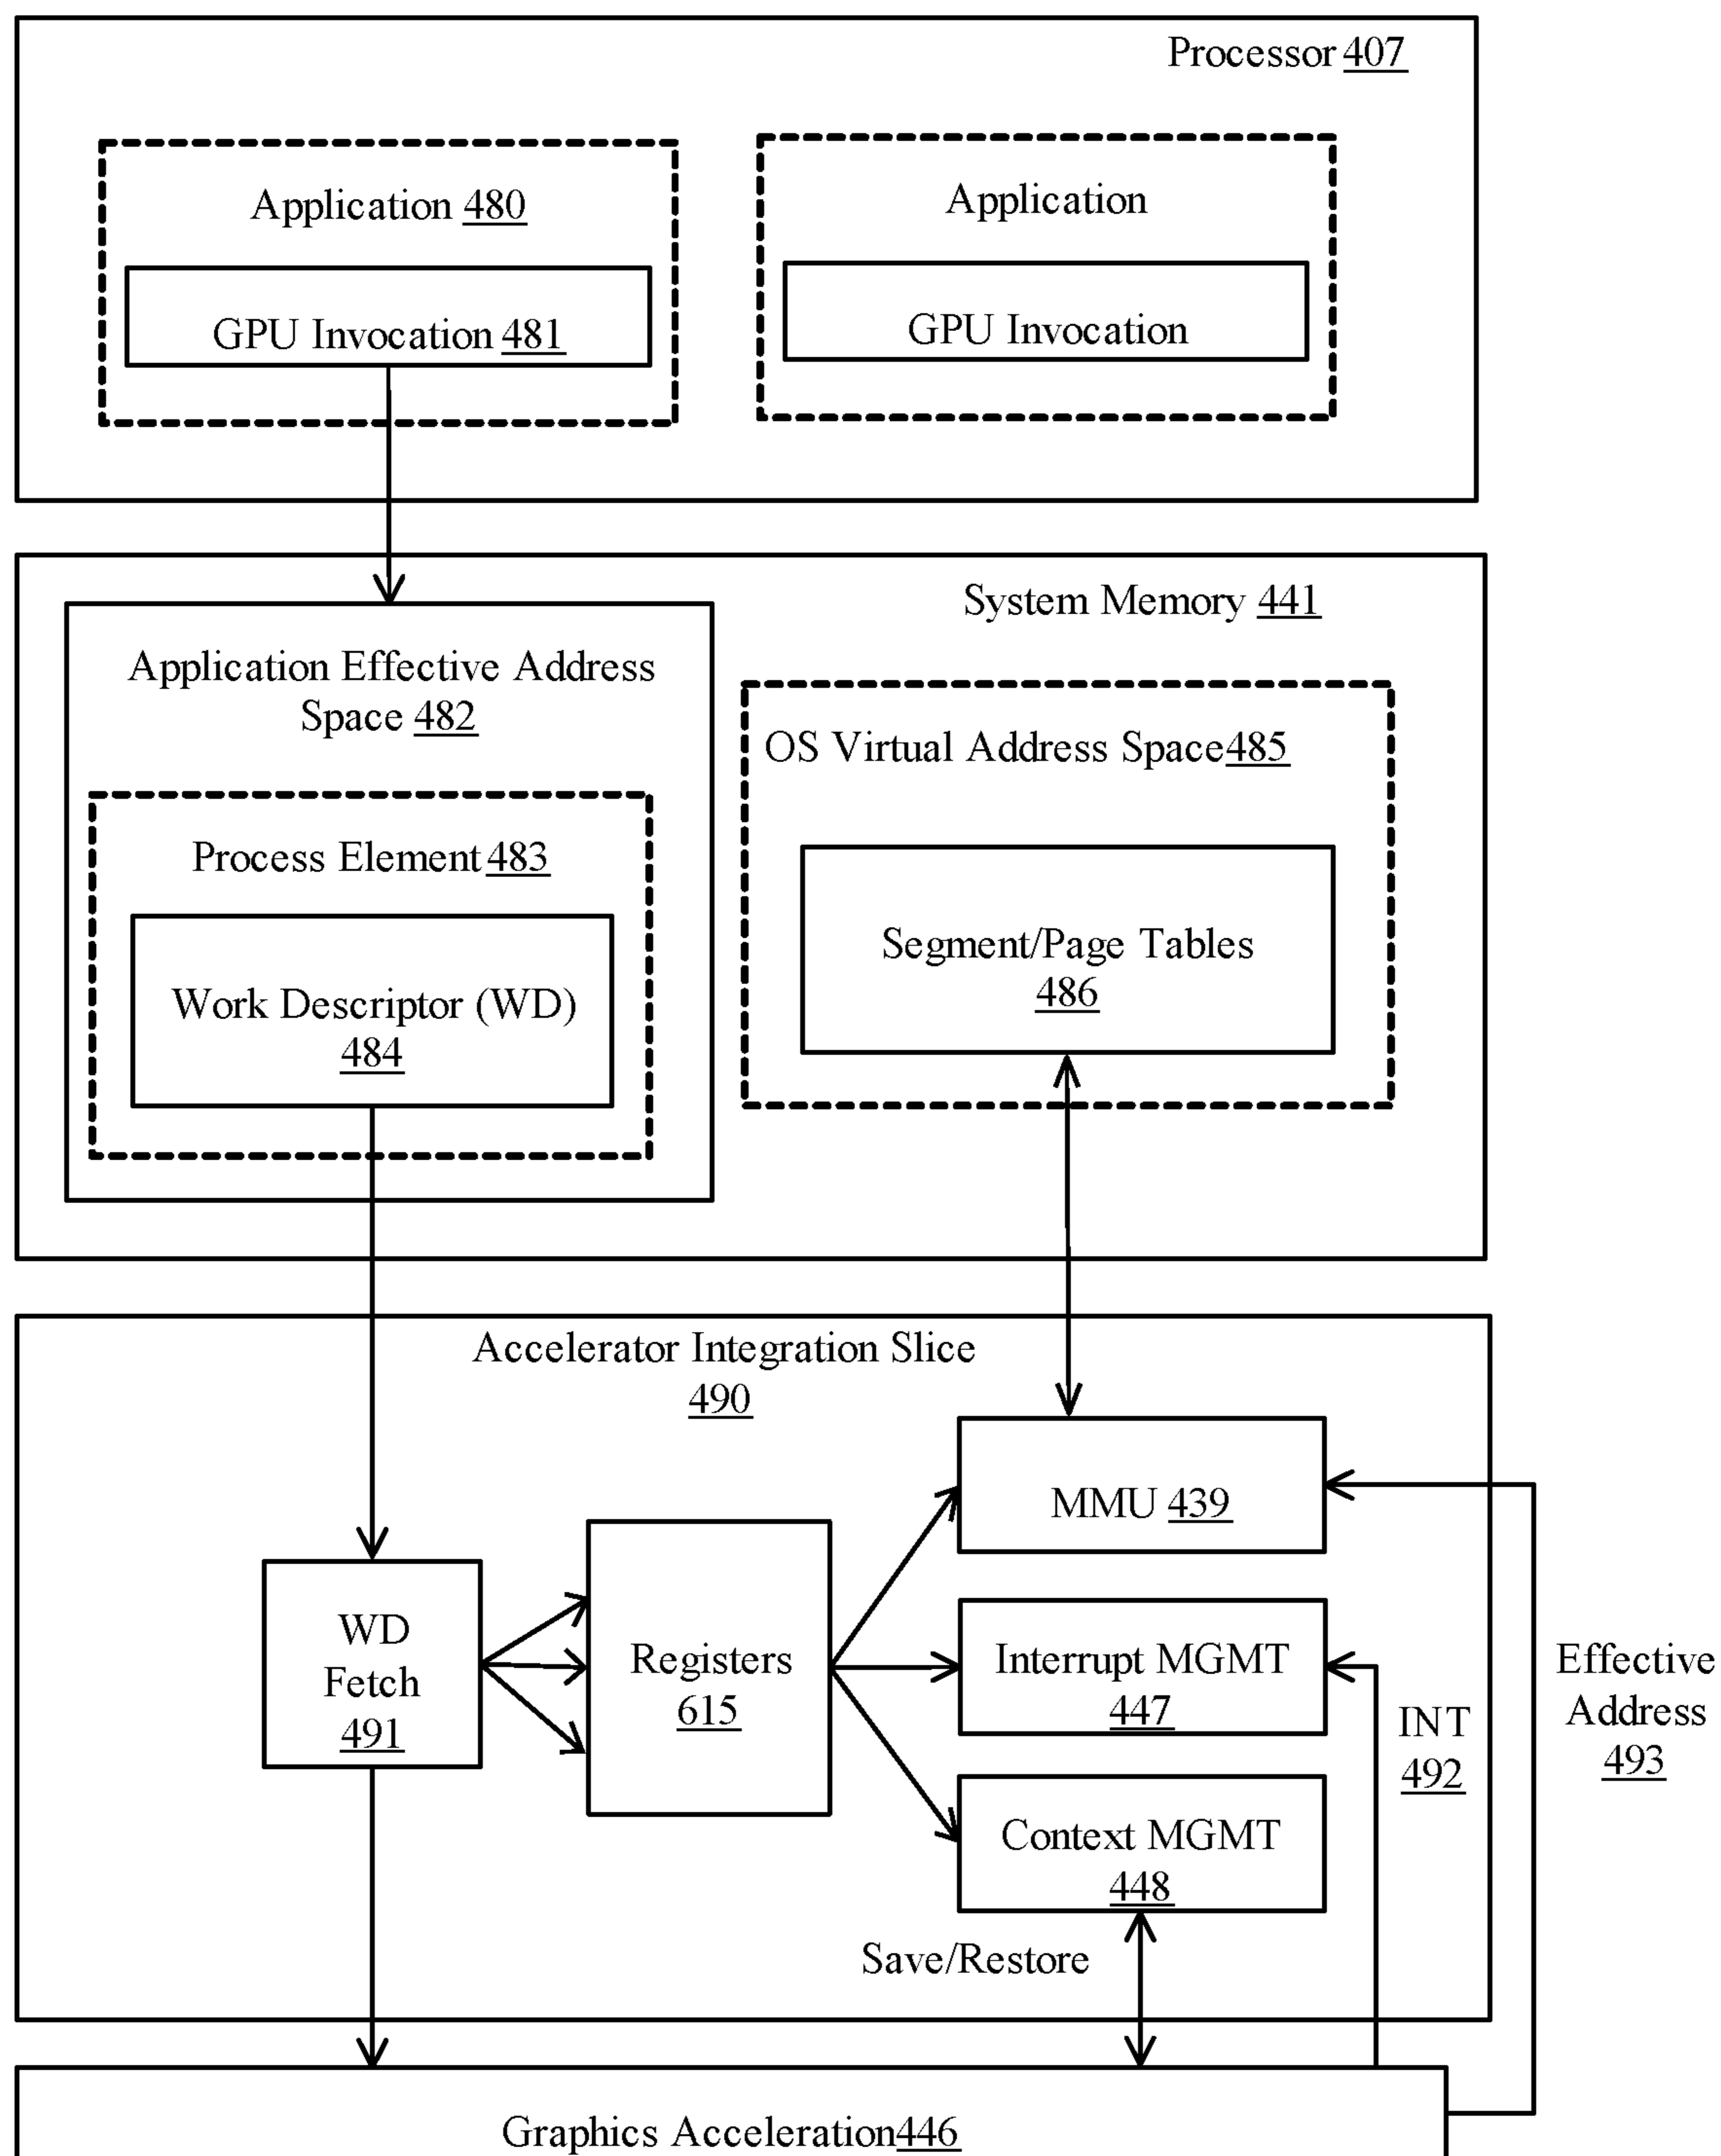 Processor 407
Application 480
GPU Invocation 481
Application
GPU Invocation
System Memory 441
Application Effective Address
Space 482
Process Element 483
Work Descriptor (WD)
484
OS Virtual Address Space485
Segment/Page Tables
486
Accelerator Integration Slice
490
WD
Fetch
491
Registers
615
MMU 439
Interrupt MGMT
447
Context MGMT
448
Save/Restore
INT
492
Effective
Address
493
Graphics Acceleration446